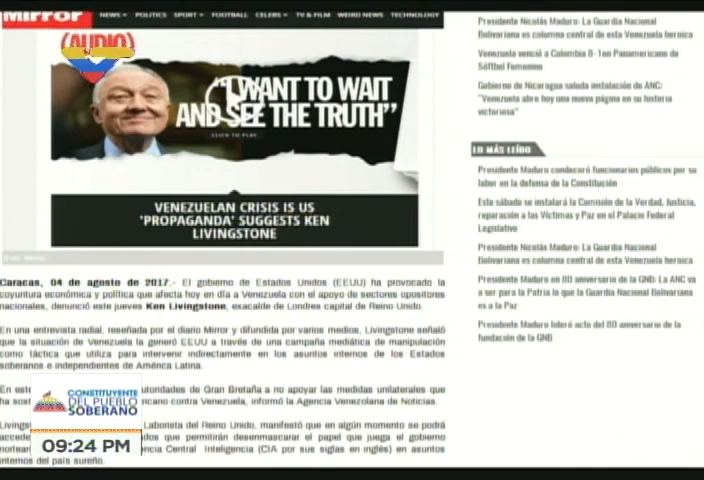 mirror
NEWS POLITICS SPORT FOOTBALL CELEBS TV & FILM WEIRD NEWS TECHNOLOGY
(AUDIO)
"I WANT TO WAIT
AND SEE THE TRUTH"
CLICK TO PLAY
VENEZUELAN CRISIS IS US
'PROPAGANDA' SUGGESTS KEN
LIVINGSTONE
Caracas, 04 de agosto de 2017.- El gobierno de Estados Unidos (EEUU) ha provocado la
coyuntura económica y política que afecta hoy en día a Venezuela con el apoyo de sectores opositores
nacionales, denunció este jueves Ken Livingstone, exacalde de Londres capital de Reino Unido.
En una entrevista radial, reseñada por el diario Mirror y difundida por varios medios, Livingstone señaló
que la situación de Venezuela la generó EEUU a través de una campaña mediática de manipulación
como táctica que utiliza para intervenir indirectamente en los asuntos internos de los Estados
soberanos e independientes de América Latina.
En este utoridades de Gran Bretaña a no apoyar las medidas unilaterales que
ha sost ricano contra Venezuela, informó la Agencia Venezolana de Noticias.
Livings Laborista del Reino Unido, manifestó que en algún momento se podrá
accede dos que permitirán desenmascarar el papel que juega el gobierno
nortear encia Central Inteligencia (CIA por sus siglas en inglés) en asuntos
internos del país sureño.
CONSTITUYENTE
DEL PUEBLO
SOBERANO
09:24 PM
Presidente Nicolás Maduro: La Guardia Nacional
Bolivariana es columna central de esta Venezuela heroica
Venezuela venció a Colombia 8-1 en Panamericano de
Sóftbol Femenino
Gobierno de Nicaragua saluda instalación de ANC:
"Venezuela abre hoy una nueva página en su historia
victoriosa"
LO MÁS LEÍDO
Presidente Maduro condecoró funcionarios públicos por su
labor en la defensa de la Constitución
Este sábado se instalará la Comisión de la Verdad, Justicia,
reparación a las Víctimas y Paz en el Palacio Federal
Legislativo
Presidente Nicolás Maduro: La Guardia Nacional
Bolivariana es columna central de esta Venezuela heroica
Presidente Maduro en 80 aniversario de la GNB: La ANC va
a ser para la Patria lo que la Guardia Nacional Bolivariana
es a la Paz
Presidente Maduro lideró acto del 80 aniversario de la
fundación de la GNB